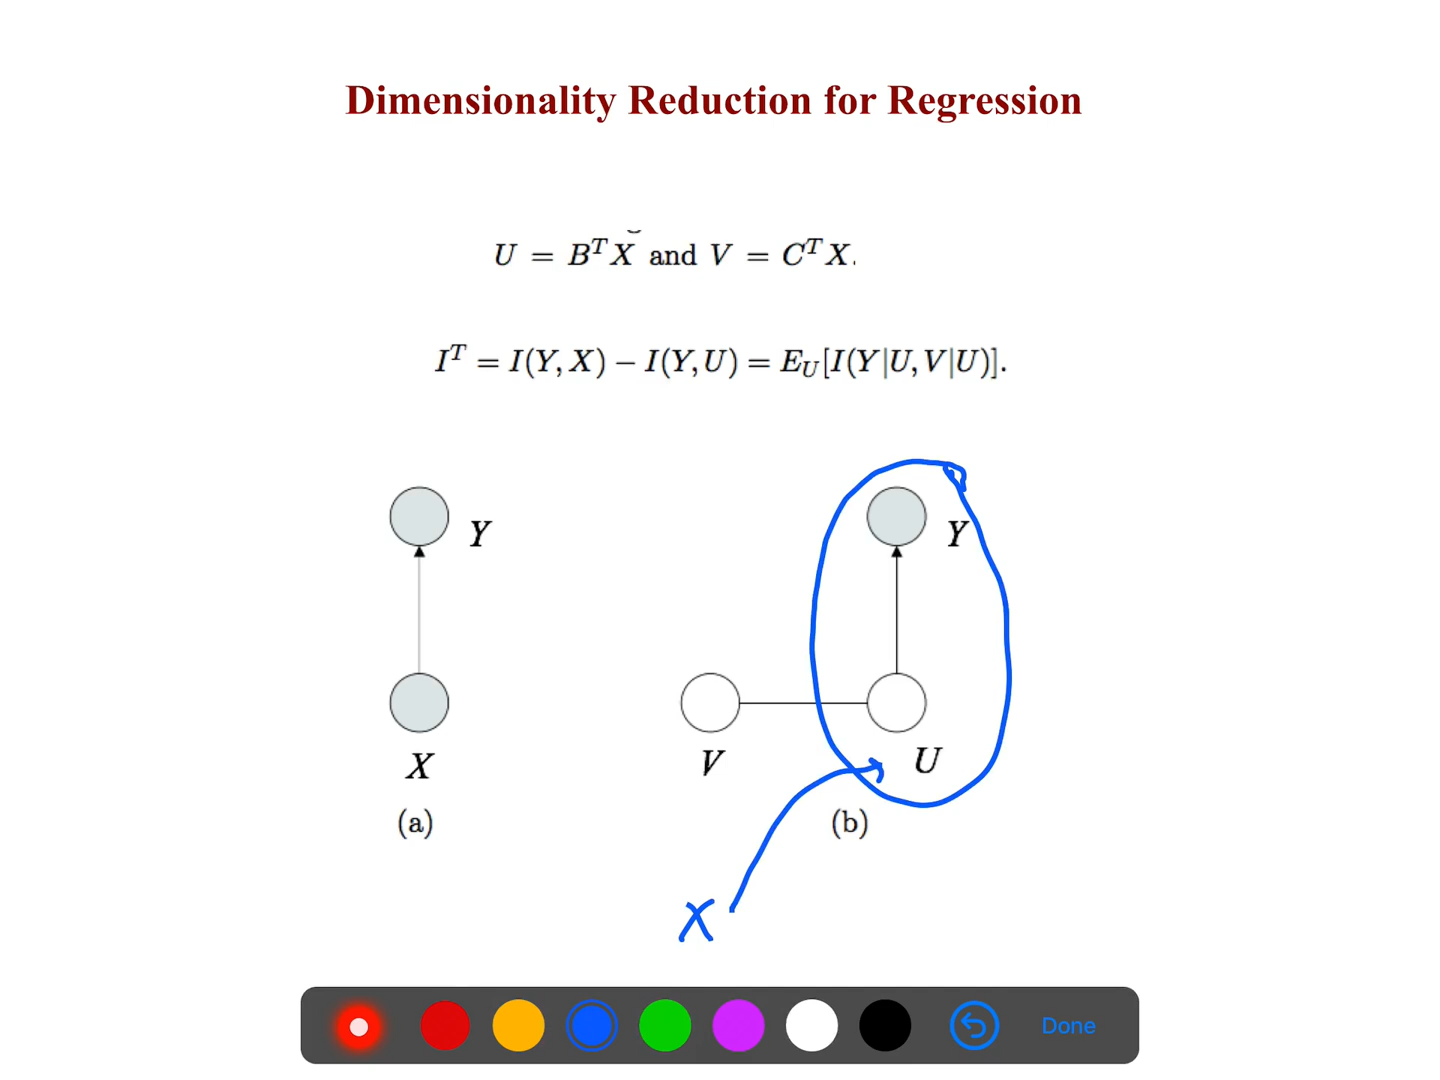 Dimensionality Reduction for Regression
U = B^T X and V = C^T X.
I^T = I(Y, X) − I(Y, U) = E_U[I(Y|U, V|U)].
Y
Y
X
V
U
(a)
(b)
X
Done